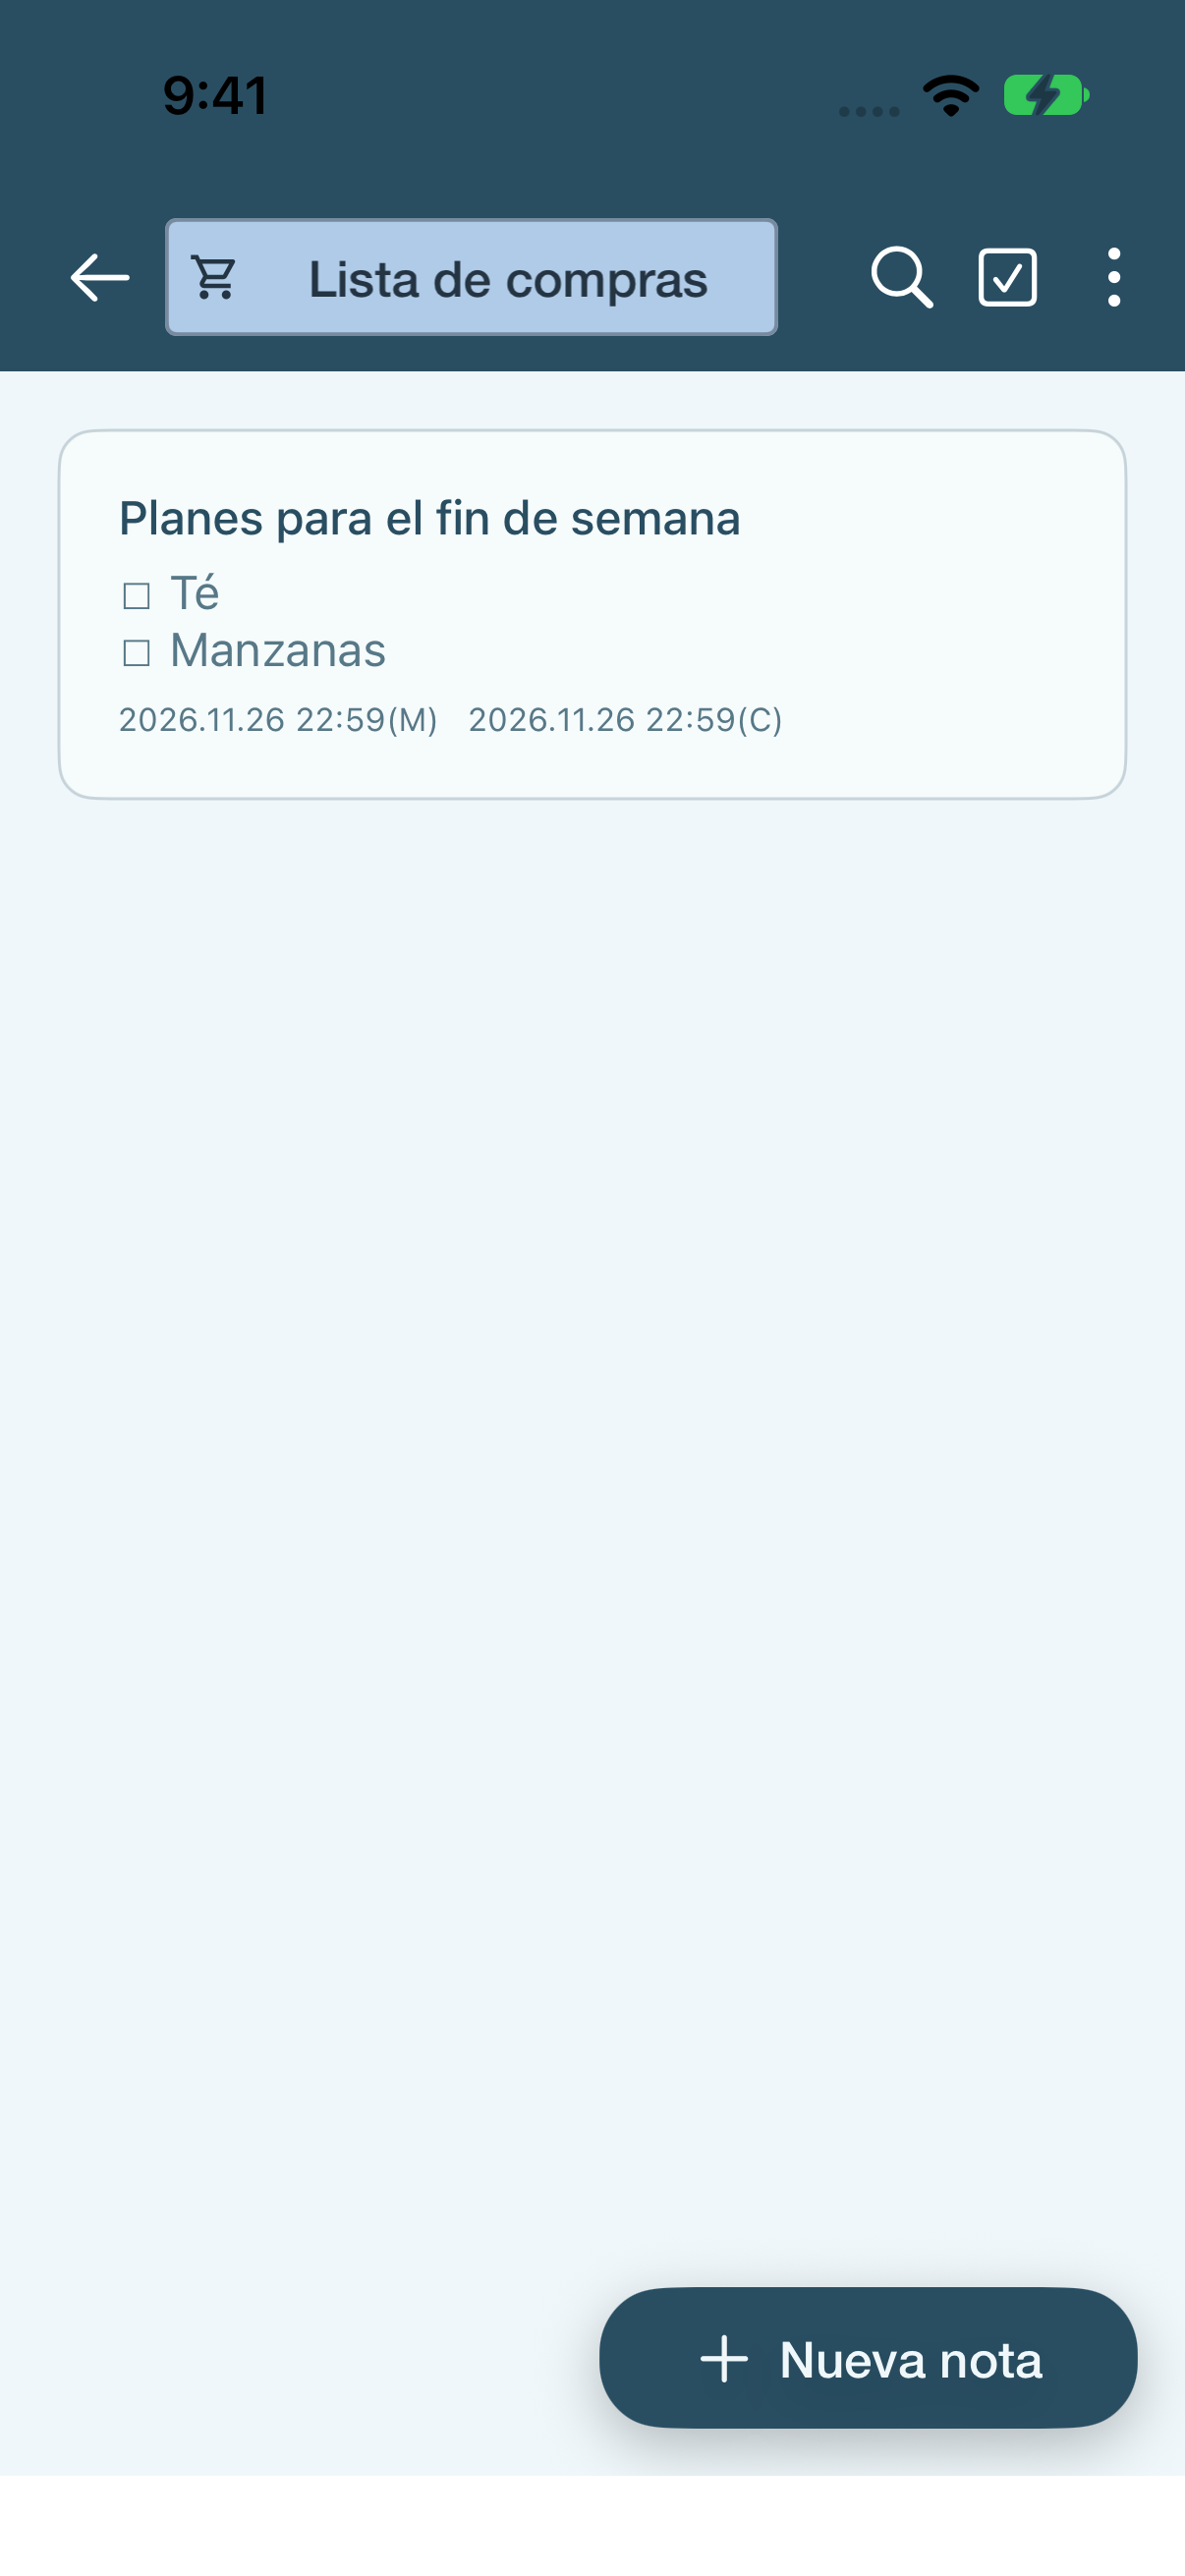 9:41
Lista de compras
Planes para el fin de semana
☐ Té
☐ Manzanas
2026.11.26 22:59(M) 2026.11.26 22:59(C)
Nueva nota